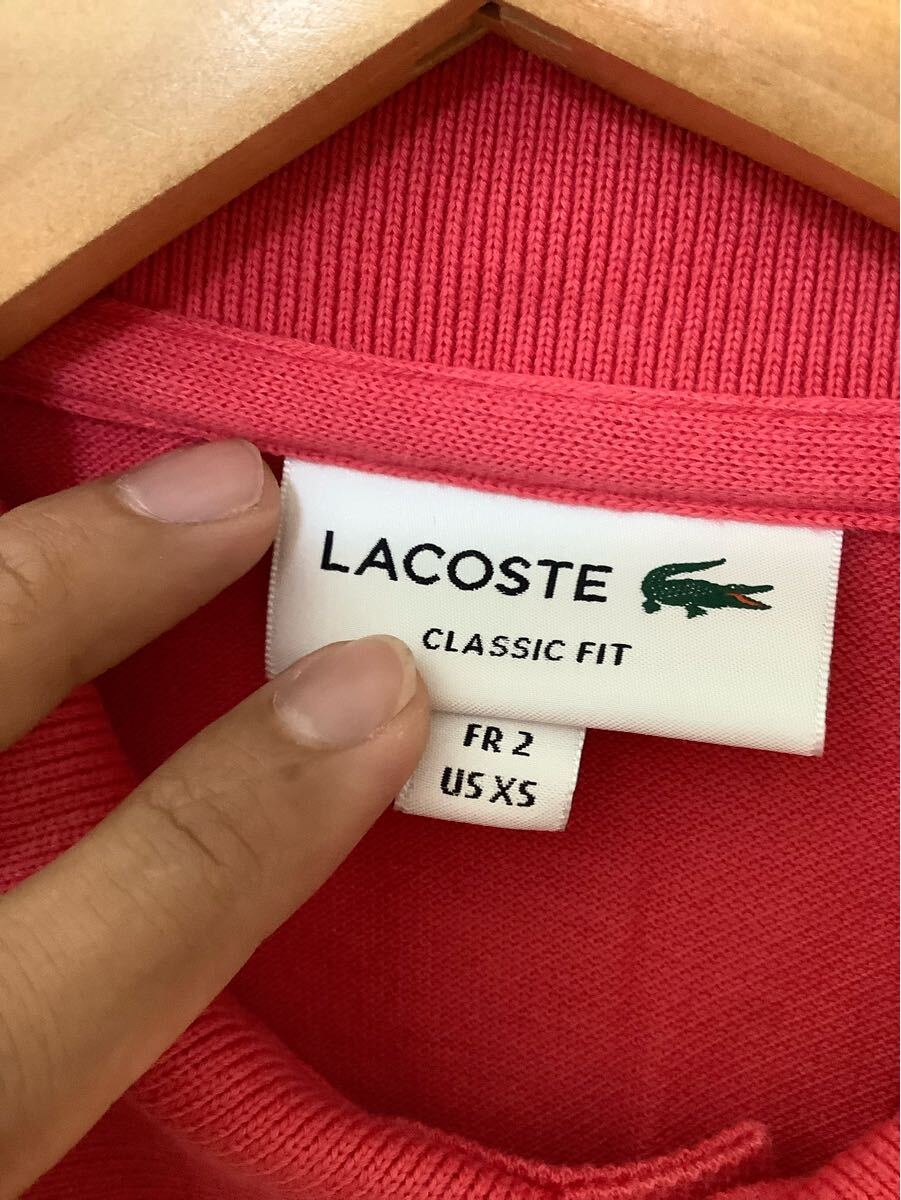 LACOSTE
CLASSIC FIT
FR 2
US XS